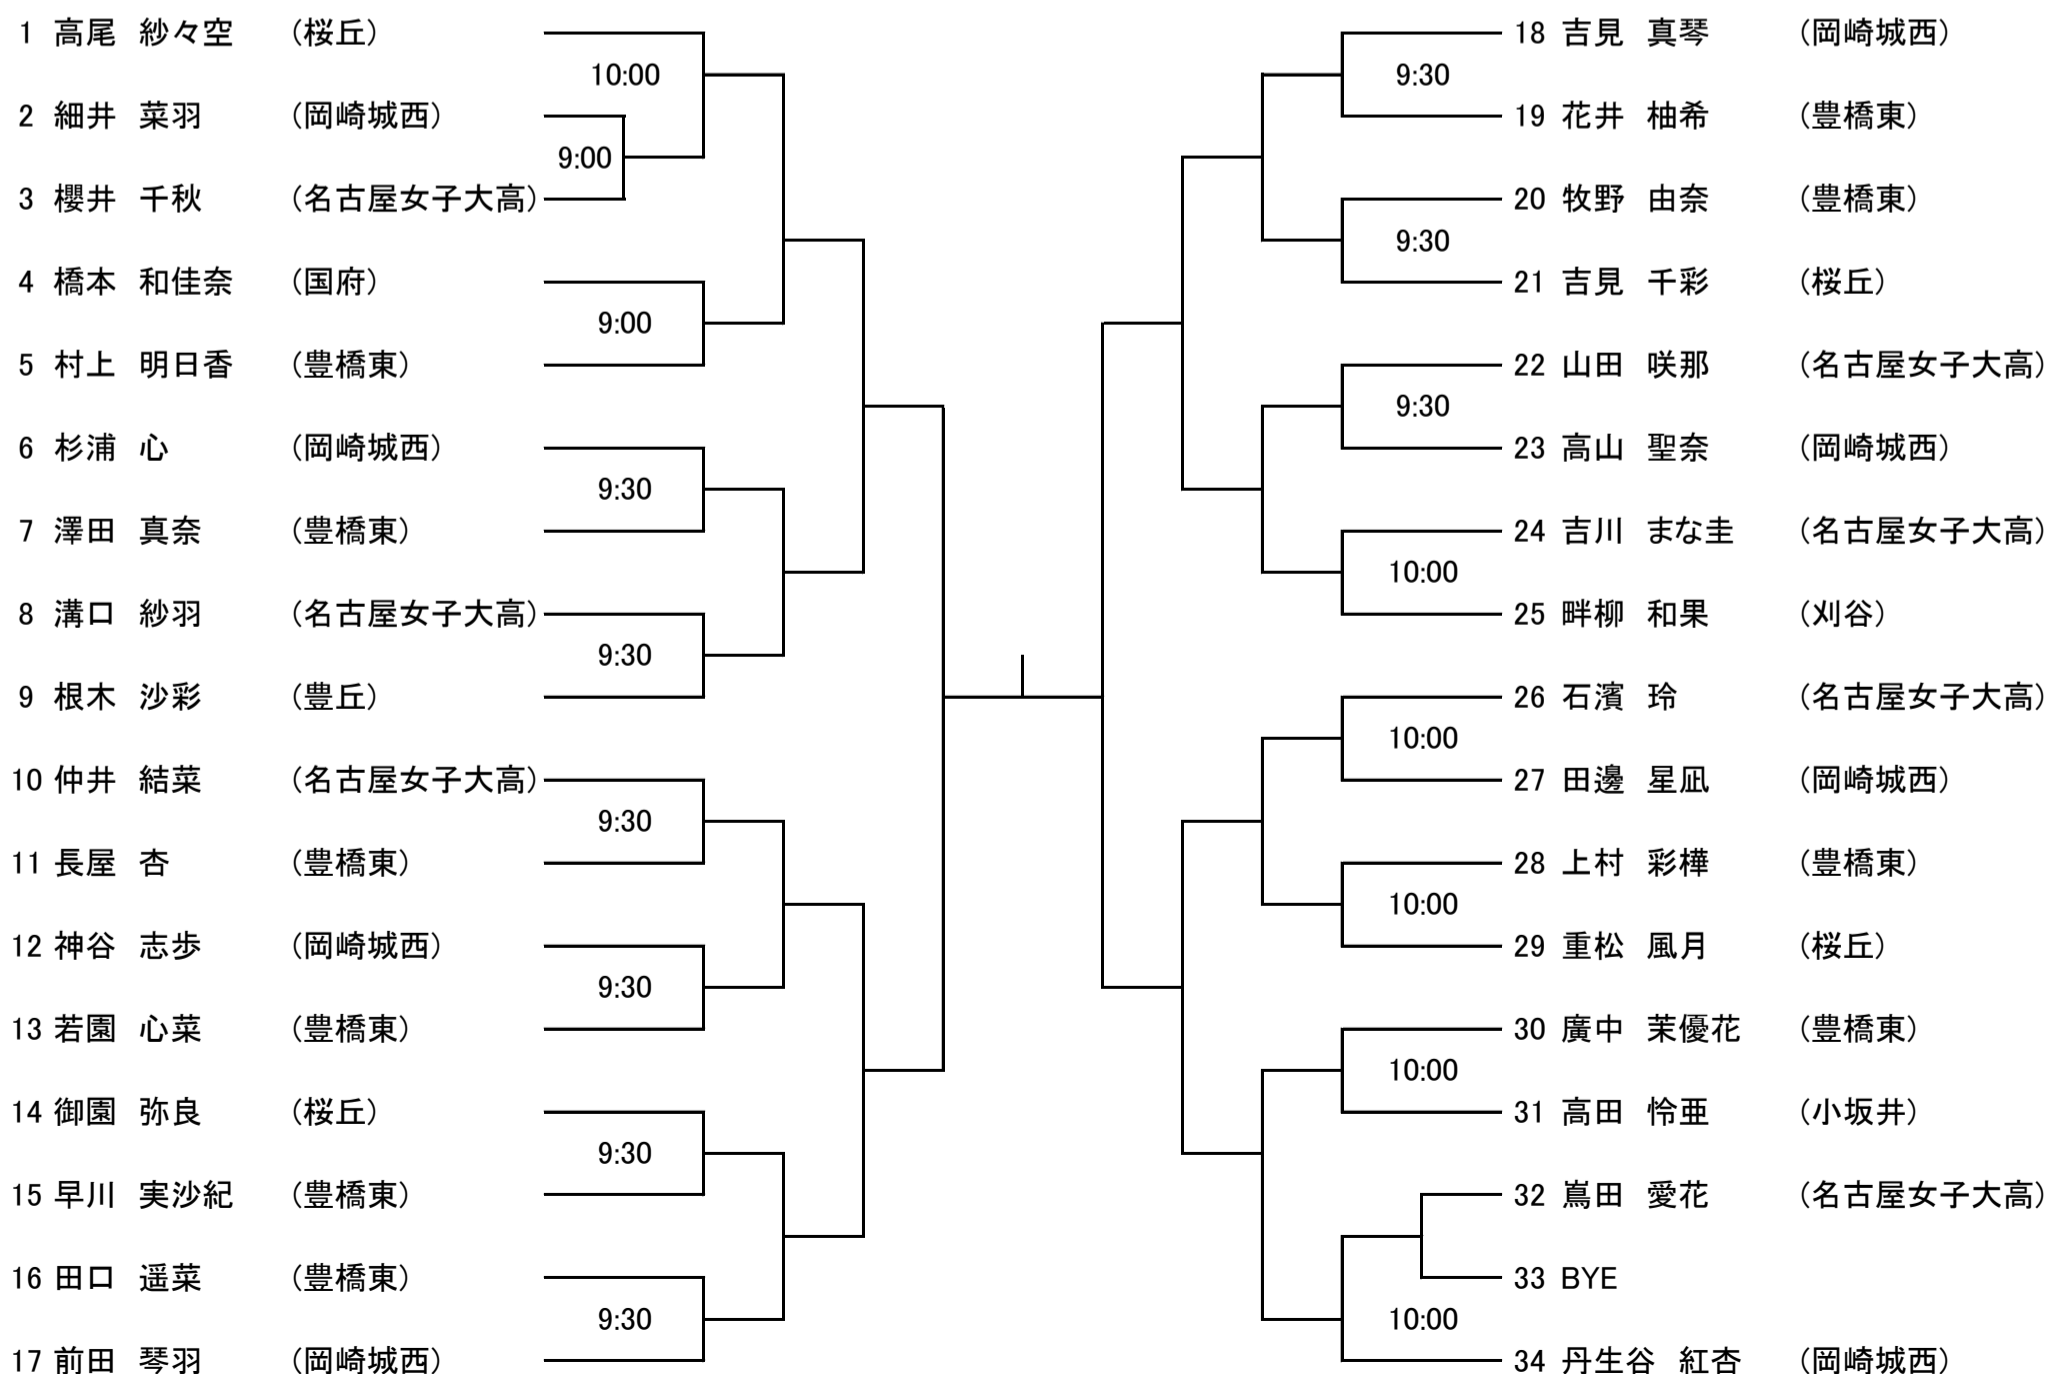 1 高尾 紗々空 (桜丘)
10:00
2 細井 菜羽 (岡崎城西)
9:00
3 櫻井 千秋 (名古屋女子大高)
4 橋本 和佳奈 (国府)
9:00
5 村上 明日香 (豊橋東)
6 杉浦 心 (岡崎城西)
9:30
7 澤田 真奈 (豊橋東)
8 溝口 紗羽 (名古屋女子大高)
9:30
9 根木 沙彩 (豊丘)
10 仲井 結菜 (名古屋女子大高)
9:30
11 長屋 杏 (豊橋東)
12 神谷 志歩 (岡崎城西)
9:30
13 若園 心菜 (豊橋東)
14 御園 弥良 (桜丘)
9:30
15 早川 実沙紀 (豊橋東)
16 田口 遥菜 (豊橋東)
9:30
17 前田 琴羽 (岡崎城西)
18 吉見 真琴 (岡崎城西)
9:30
19 花井 柚希 (豊橋東)
20 牧野 由奈 (豊橋東)
9:30
21 吉見 千彩 (桜丘)
22 山田 咲那 (名古屋女子大高)
9:30
23 高山 聖奈 (岡崎城西)
24 吉川 まな圭 (名古屋女子大高)
10:00
25 畔柳 和果 (刈谷)
26 石濱 玲 (名古屋女子大高)
10:00
27 田邊 星凪 (岡崎城西)
28 上村 彩樺 (豊橋東)
10:00
29 重松 風月 (桜丘)
30 廣中 茉優花 (豊橋東)
10:00
31 高田 怜亜 (小坂井)
32 嶌田 愛花 (名古屋女子大高)
33 BYE
10:00
34 丹生谷 紅杏 (岡崎城西)